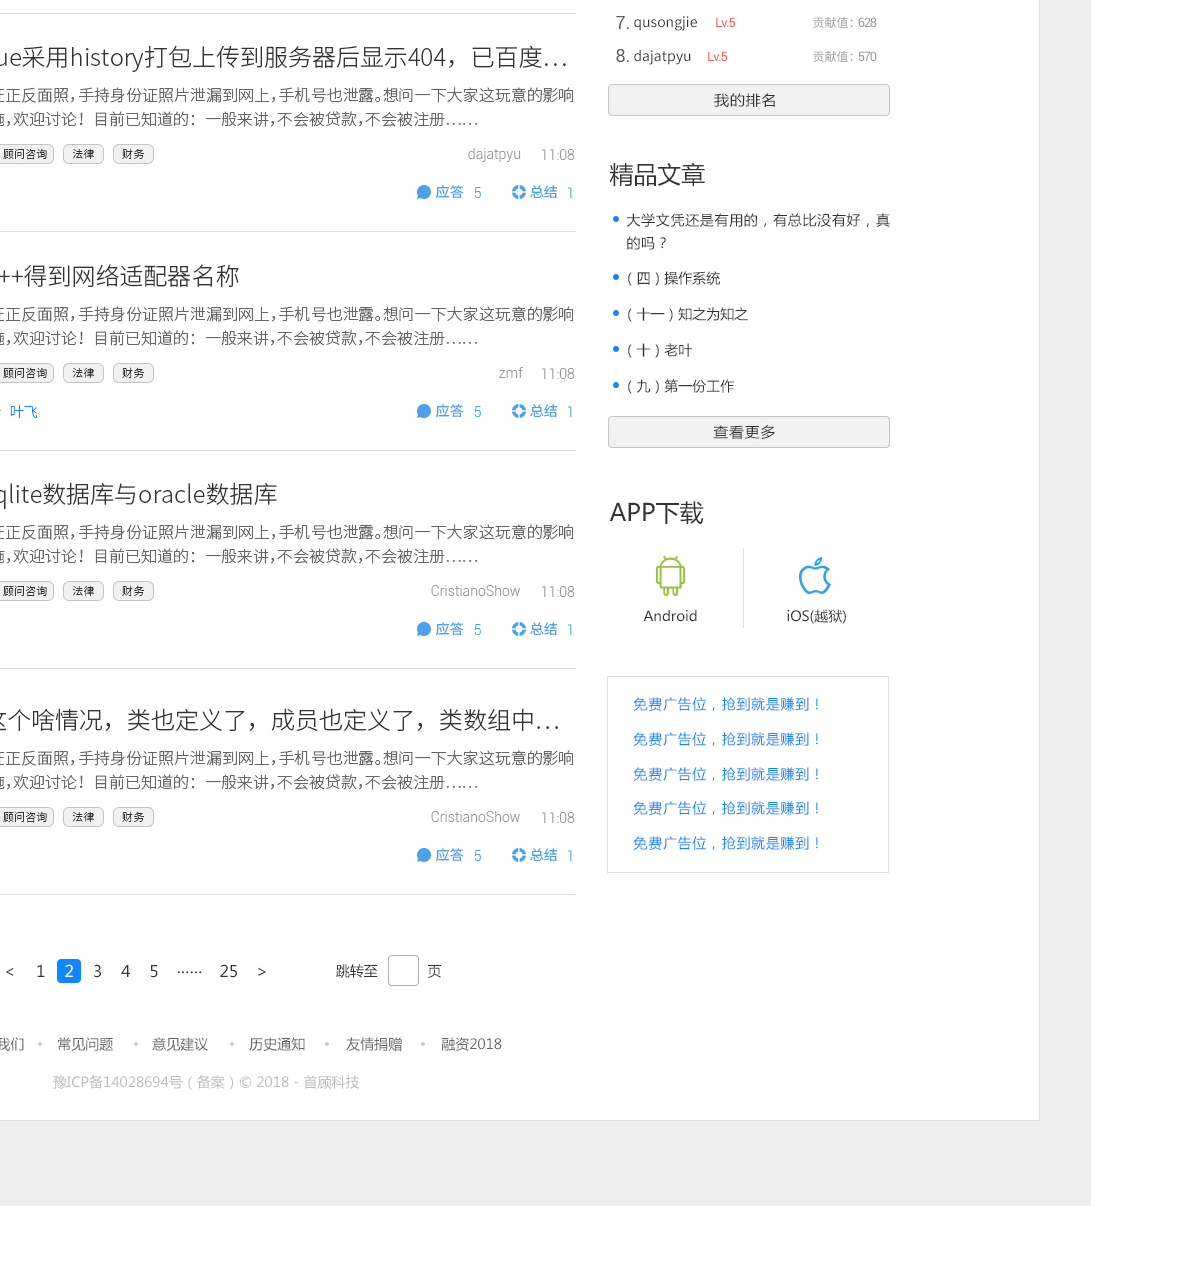 ue采用history打包上传到服务器后显示404，已百度...
正反面照，手持身份证照片泄漏到网上，手机号也泄露。想问一下大家这玩意的影响
，欢迎讨论！目前已知道的：一般来讲，不会被贷款，不会被注册……
顾问咨询 法律 财务 dajatpyu 11:08
应答 5 总结 1
++得到网络适配器名称
正反面照，手持身份证照片泄漏到网上，手机号也泄露。想问一下大家这玩意的影响
，欢迎讨论！目前已知道的：一般来讲，不会被贷款，不会被注册……
顾问咨询 法律 财务 zmf 11:08
叶飞 应答 5 总结 1
qlite数据库与oracle数据库
正反面照，手持身份证照片泄漏到网上，手机号也泄露。想问一下大家这玩意的影响
，欢迎讨论！目前已知道的：一般来讲，不会被贷款，不会被注册……
顾问咨询 法律 财务 CristianoShow 11:08
应答 5 总结 1
这个啥情况，类也定义了，成员也定义了，类数组中...
正反面照，手持身份证照片泄漏到网上，手机号也泄露。想问一下大家这玩意的影响
，欢迎讨论！目前已知道的：一般来讲，不会被贷款，不会被注册……
顾问咨询 法律 财务 CristianoShow 11:08
应答 5 总结 1
< 1 2 3 4 5 ...... 25 > 跳转至 页
7. qusongjie Lv.5 贡献值：628
8. dajatpyu Lv.5 贡献值：570
我的排名
精品文章
大学文凭还是有用的，有总比没有好，真
的吗？
（四）操作系统
（十一）知之为知之
（十）老叶
（九）第一份工作
查看更多
APP下载
Android iOS(越狱)
免费广告位，抢到就是赚到！
免费广告位，抢到就是赚到！
免费广告位，抢到就是赚到！
免费广告位，抢到就是赚到！
免费广告位，抢到就是赚到！
我们 • 常见问题 • 意见建议 • 历史通知 • 友情捐赠 • 融资2018
豫ICP备14028694号（备案）© 2018 - 首顾科技